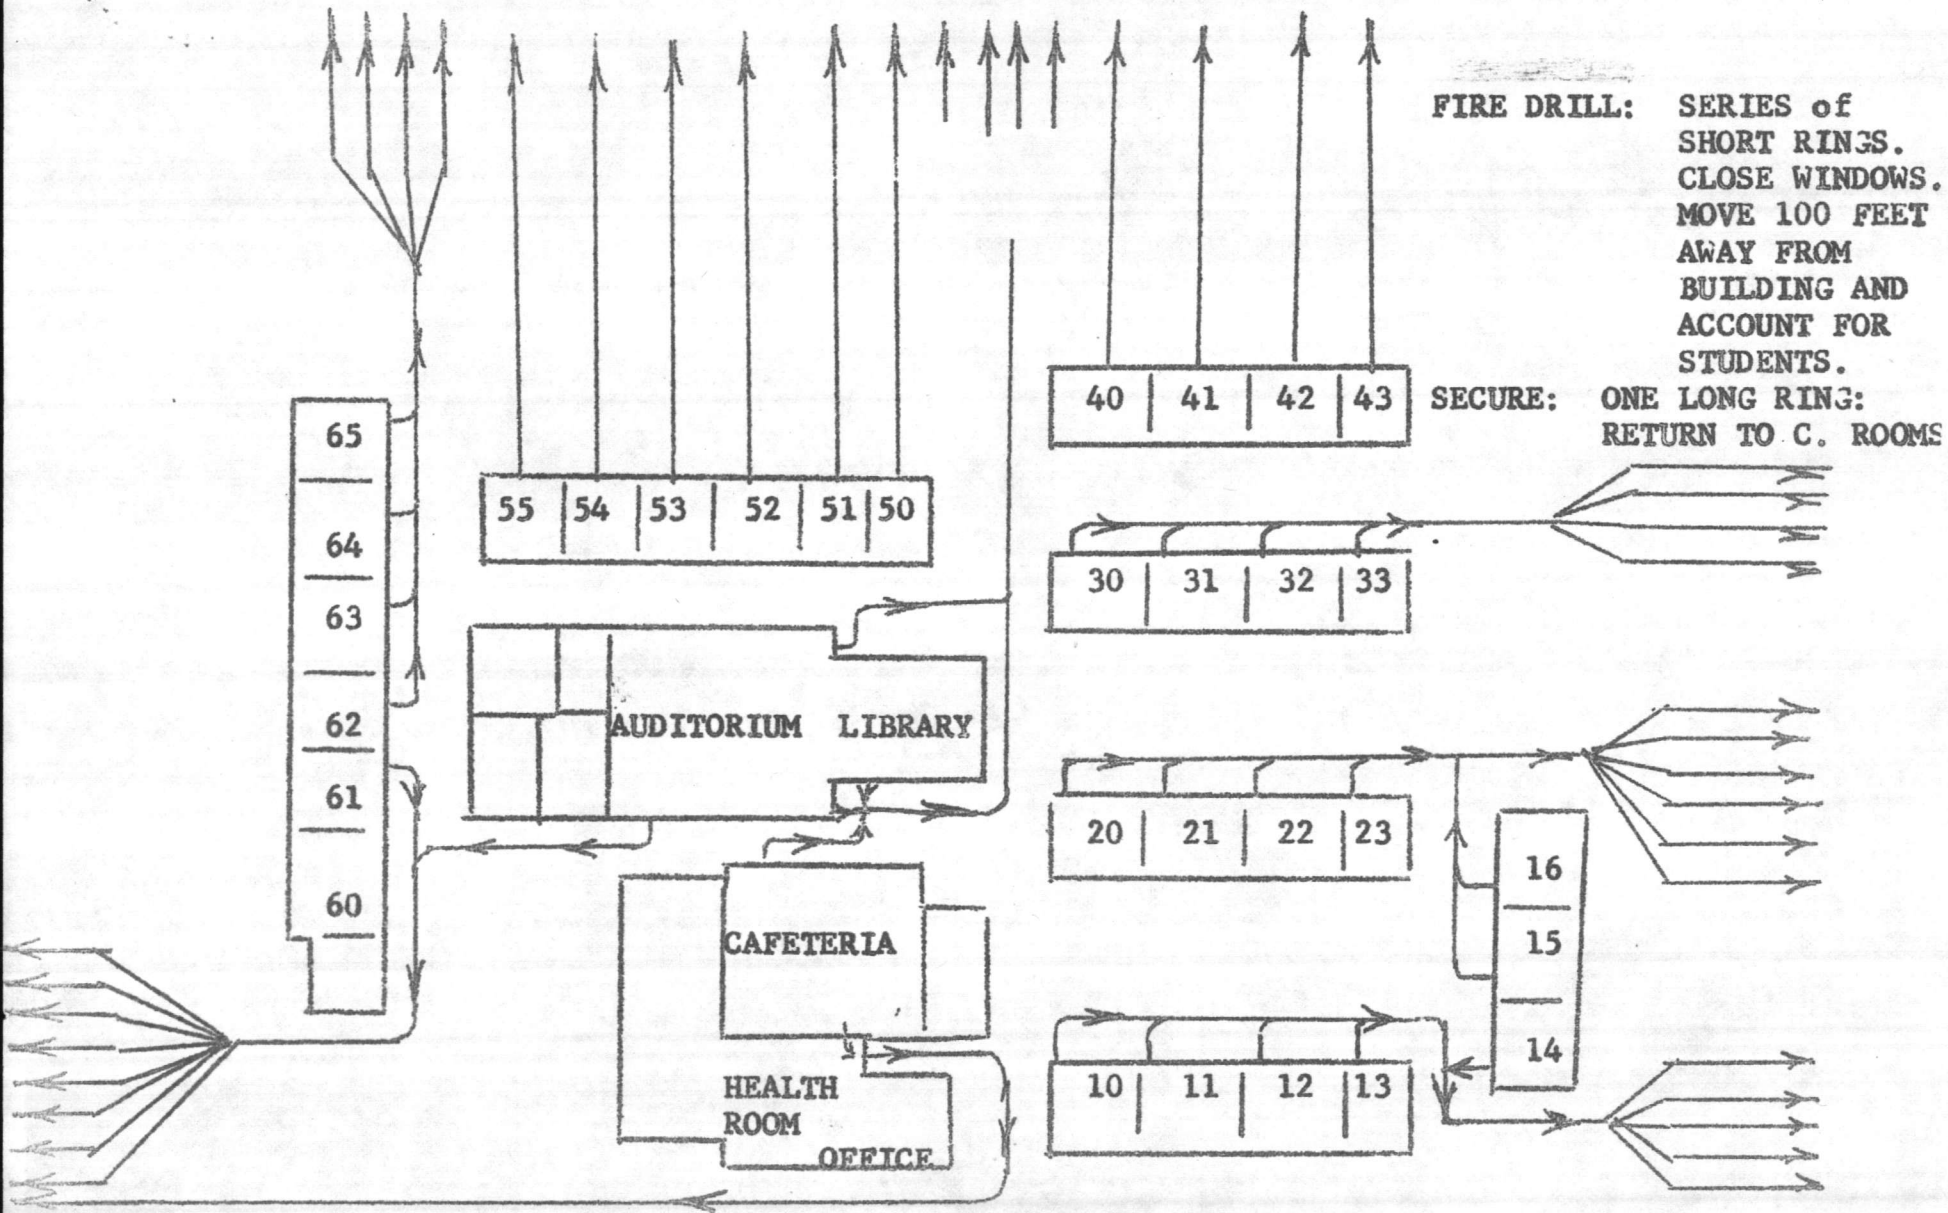 FIRE DRILL: SERIES of
SHORT RINGS.
CLOSE WINDOWS.
MOVE 100 FEET
AWAY FROM
BUILDING AND
ACCOUNT FOR
STUDENTS.
SECURE: ONE LONG RING:
RETURN TO C. ROOMS
40 41 42 43
65
64
63
62
61
60
55 54 53 52 51 50
30 31 32 33
AUDITORIUM LIBRARY
20 21 22 23
16
15
14
CAFETERIA
HEALTH
ROOM
OFFICE
10 11 12 13